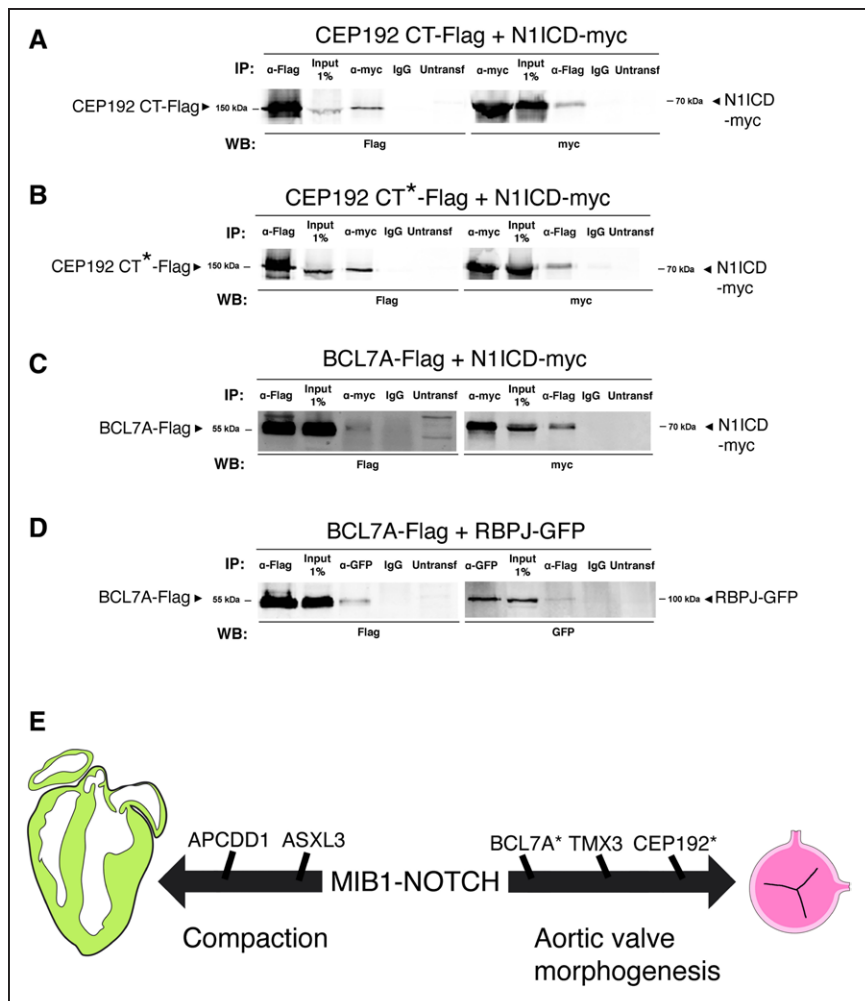 A
CEP192 CT-Flag + N1ICD-myc
IP: α-Flag Input 1% α-myc IgG Untransf α-myc Input 1% α-Flag IgG Untransf
CEP192 CT-Flag ► 150 kDa – – 70 kDa ◄ N1ICD
-myc
WB: Flag myc
B
CEP192 CT*-Flag + N1ICD-myc
IP: α-Flag Input 1% α-myc IgG Untransf α-myc Input 1% α-Flag IgG Untransf
CEP192 CT*-Flag ► 150 kDa – – 70 kDa ◄ N1ICD
-myc
WB: Flag myc
C
BCL7A-Flag + N1ICD-myc
IP: α-Flag Input 1% α-myc IgG Untransf α-myc Input 1% α-Flag IgG Untransf
BCL7A-Flag ► 55 kDa – – 70 kDa ◄ N1ICD
-myc
WB: Flag myc
D
BCL7A-Flag + RBPJ-GFP
IP: α-Flag Input 1% α-GFP IgG Untransf α-GFP Input 1% α-Flag IgG Untransf
BCL7A-Flag ► 55 kDa – – 100 kDa ◄ RBPJ-GFP
WB: Flag GFP
E
APCDD1 ASXL3 BCL7A* TMX3 CEP192*
MIB1-NOTCH
Compaction Aortic valve
morphogenesis